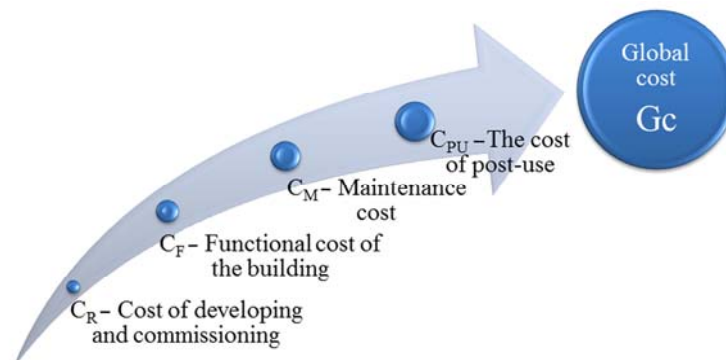 Global
cost
Gc
C_PU – The cost
of post-use
C_M – Maintenance
cost
C_F – Functional cost of
the building
C_R – Cost of developing
and commissioning